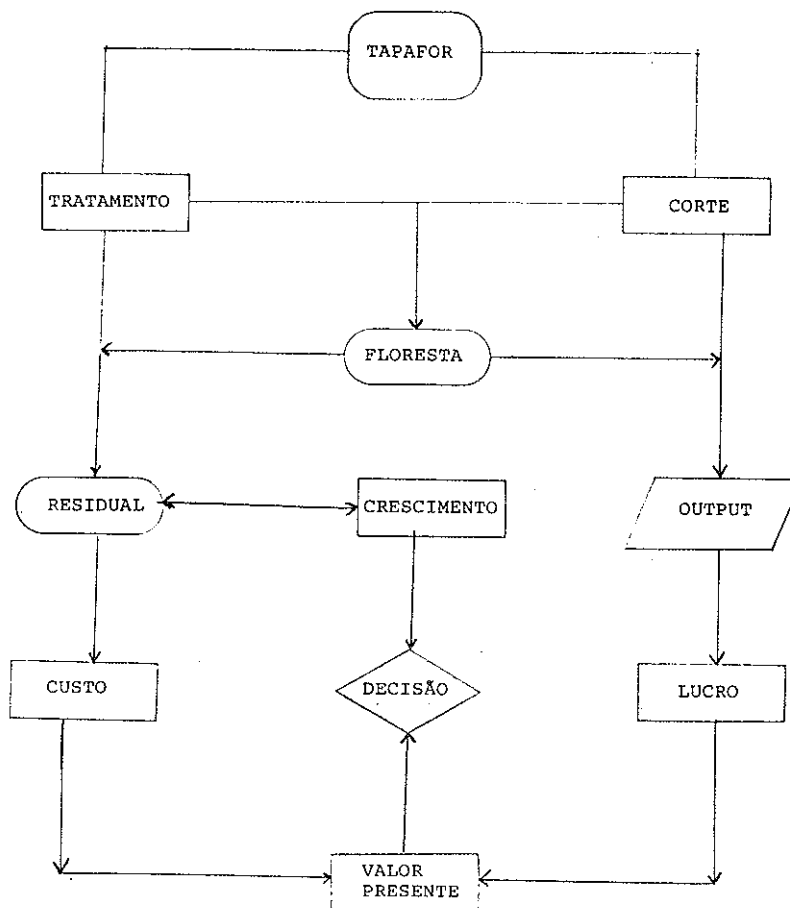 TAPAFOR
TRATAMENTO
CORTE
FLORESTA
RESIDUAL
CRESCIMENTO
OUTPUT
CUSTO
DECISÃO
LUCRO
VALOR
PRESENTE